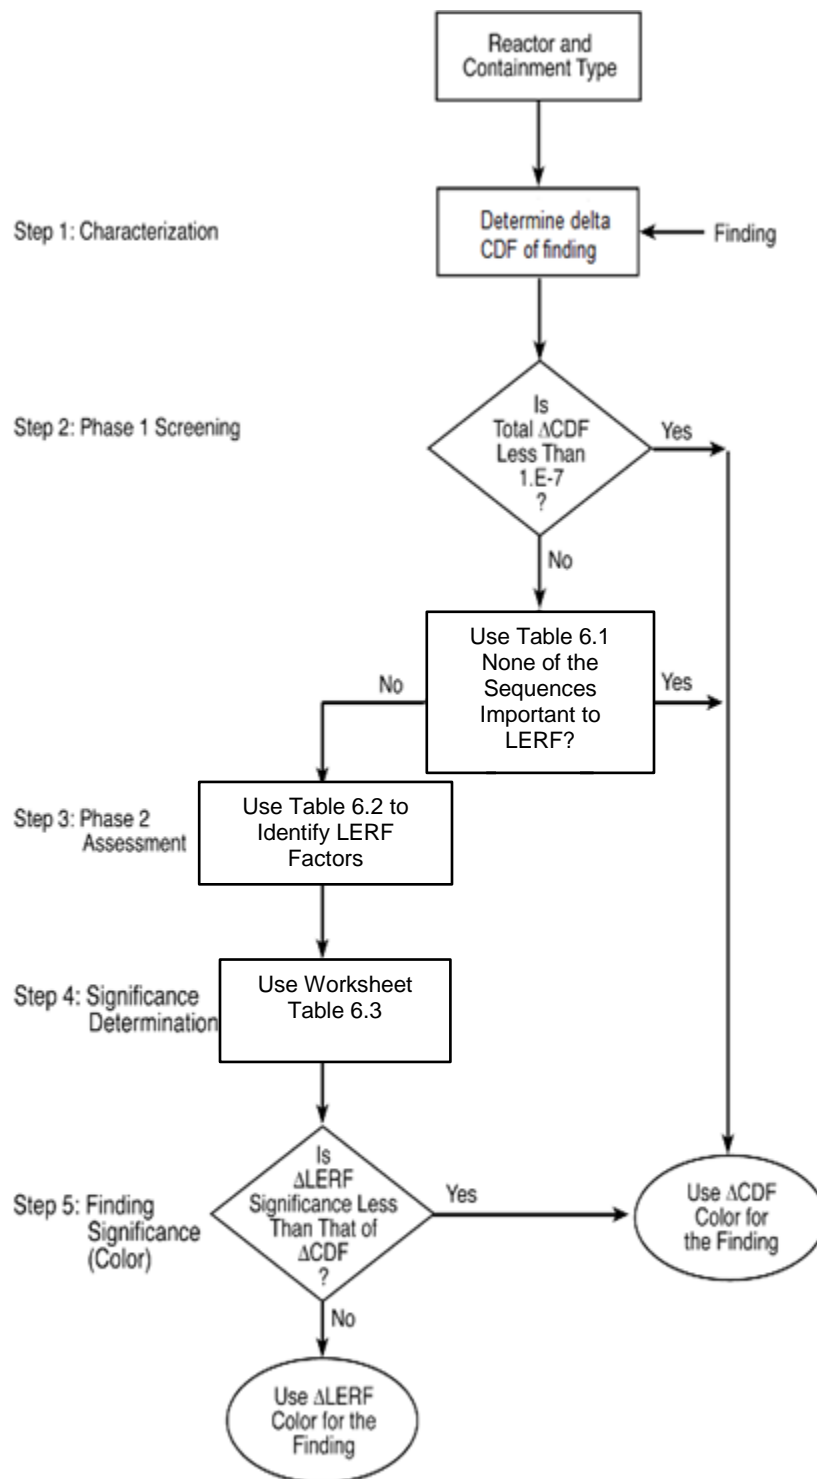 Reactor and
Containment Type
Step 1: Characterization
Determine delta
CDF of finding
Finding
Step 2: Phase 1 Screening
Is
Total ΔCDF
Less Than
1.E-7
?
Yes
No
Use Table 6.1
None of the
Sequences
Important to
LERF?
No
Yes
Step 3: Phase 2
Assessment
Use Table 6.2 to
Identify LERF
Factors
Step 4: Significance
Determination
Use Worksheet
Table 6.3
Step 5: Finding
Significance
(Color)
Is
ΔLERF
Significance Less
Than That of
ΔCDF
?
Yes
Use ΔCDF
Color for
the Finding
No
Use ΔLERF
Color for the
Finding